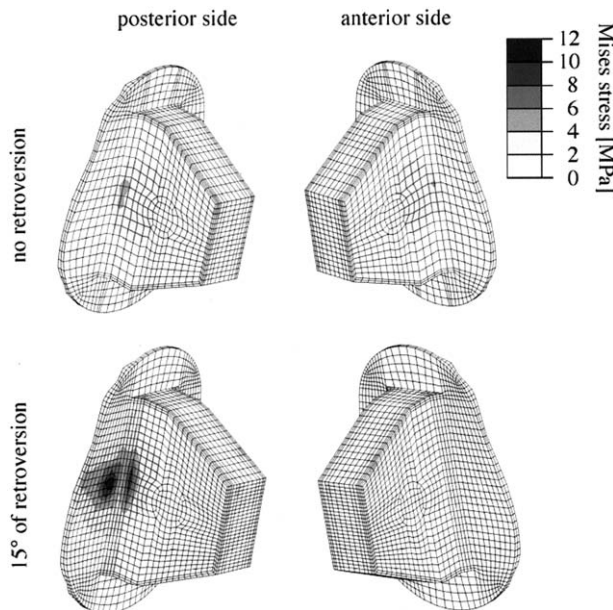 posterior side
anterior side
12
10
8
6
4
2
0
Mises stress [MPa]
no retroversion
15° of retroversion